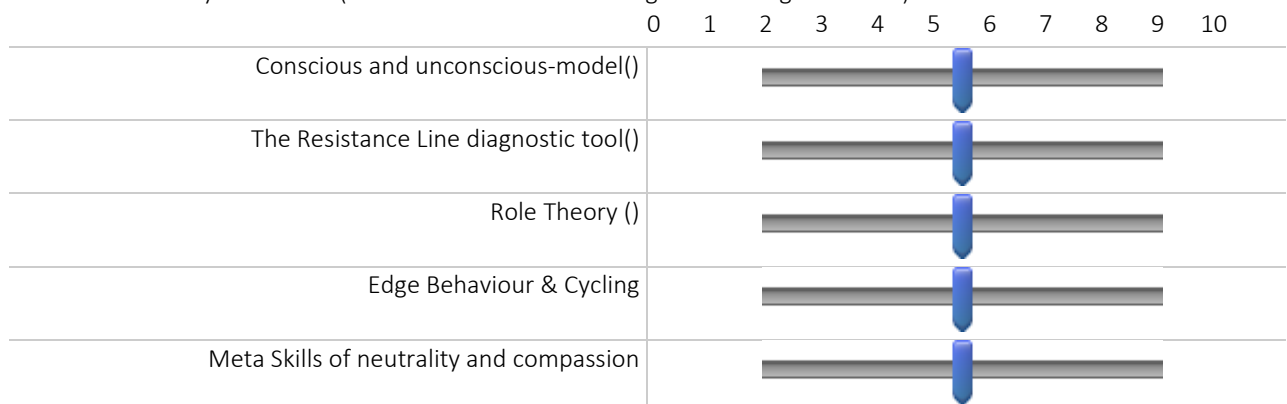 0 1 2 3 4 5 6 7 8 9 10
Conscious and unconscious-model()
The Resistance Line diagnostic tool()
Role Theory ()
Edge Behaviour & Cycling
Meta Skills of neutrality and compassion